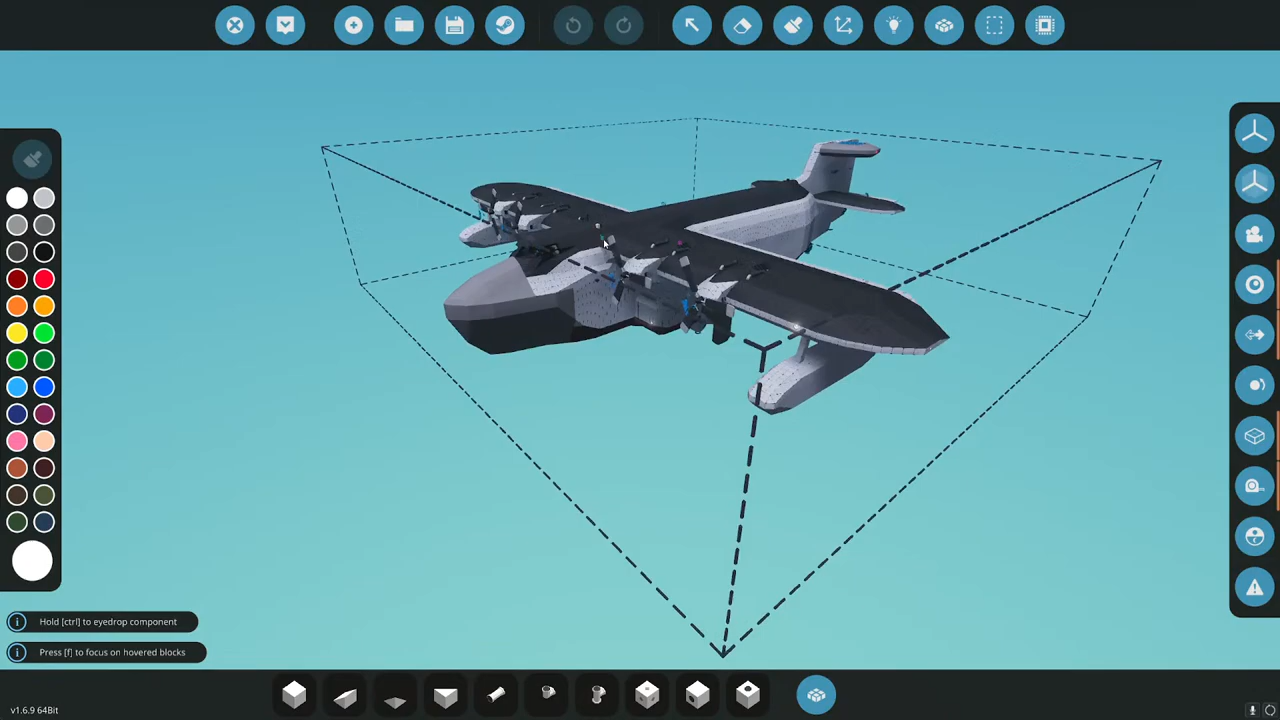 Hold [ctrl] to eyedrop component
Press [f] to focus on hovered blocks
v1.6.9 64Bit